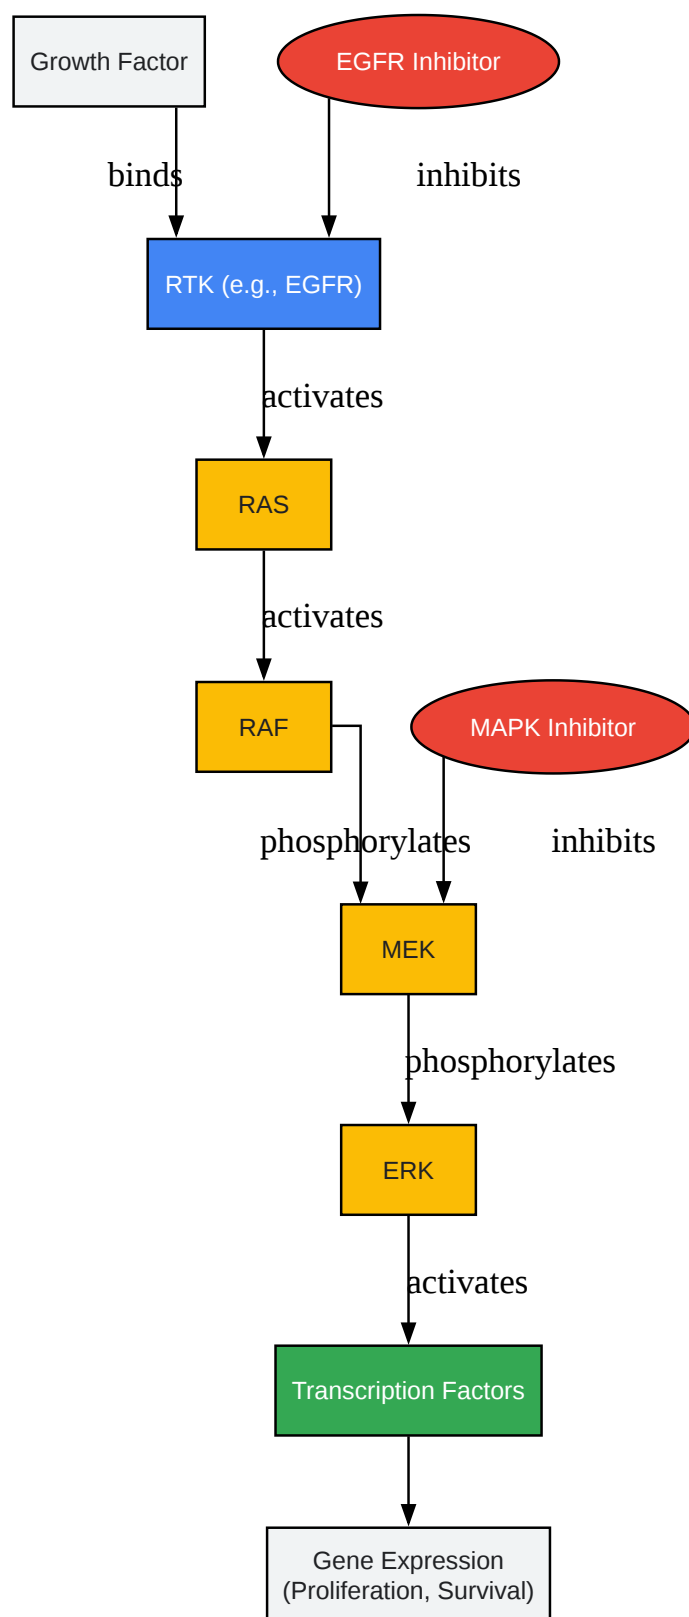 Growth Factor
EGFR Inhibitor
binds
inhibits
RTK (e.g., EGFR)
activates
RAS
activates
RAF
MAPK Inhibitor
phosphorylates
inhibits
MEK
phosphorylates
ERK
activates
Transcription Factors
Gene Expression
(Proliferation, Survival)